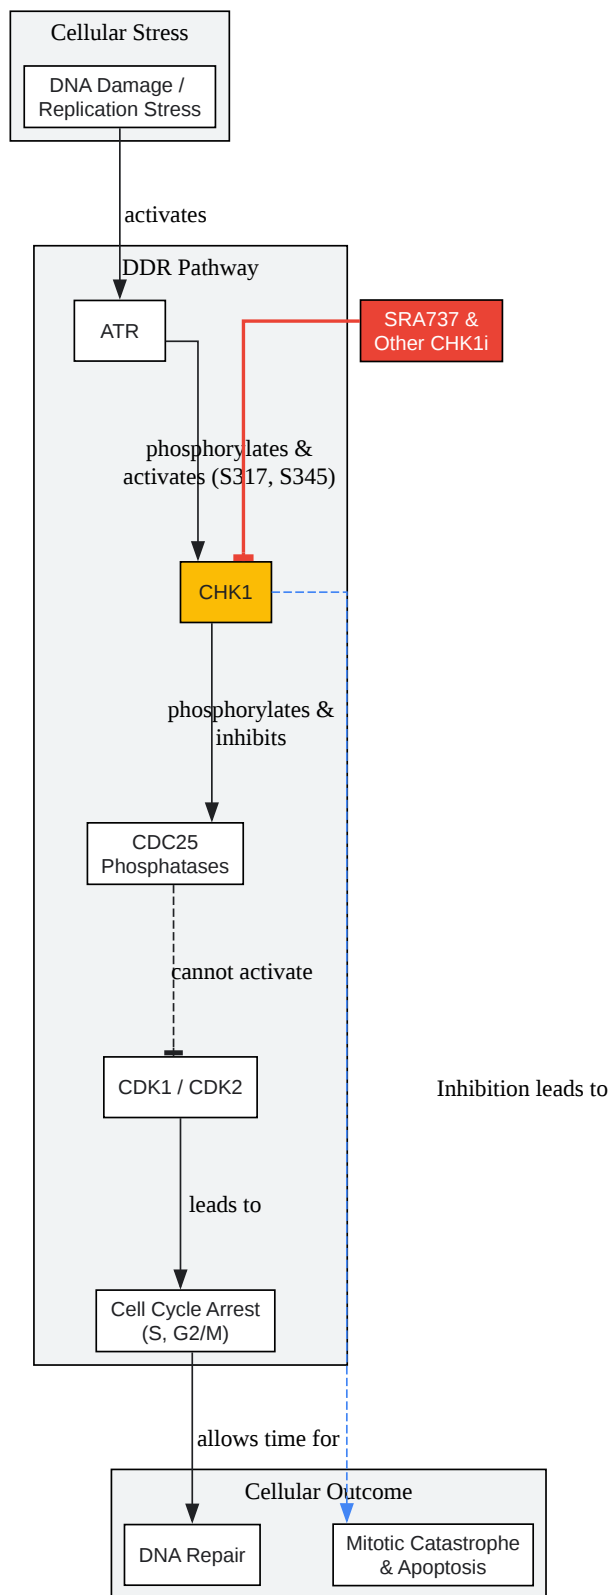 Cellular Stress
DNA Damage /
Replication Stress
activates
DDR Pathway
ATR
SRA737 &
Other CHK1i
phosphorylates &
activates (S317, S345)
CHK1
phosphorylates &
inhibits
CDC25
Phosphatases
cannot activate
CDK1 / CDK2
Inhibition leads to
leads to
Cell Cycle Arrest
(S, G2/M)
allows time for
Cellular Outcome
DNA Repair
Mitotic Catastrophe
& Apoptosis